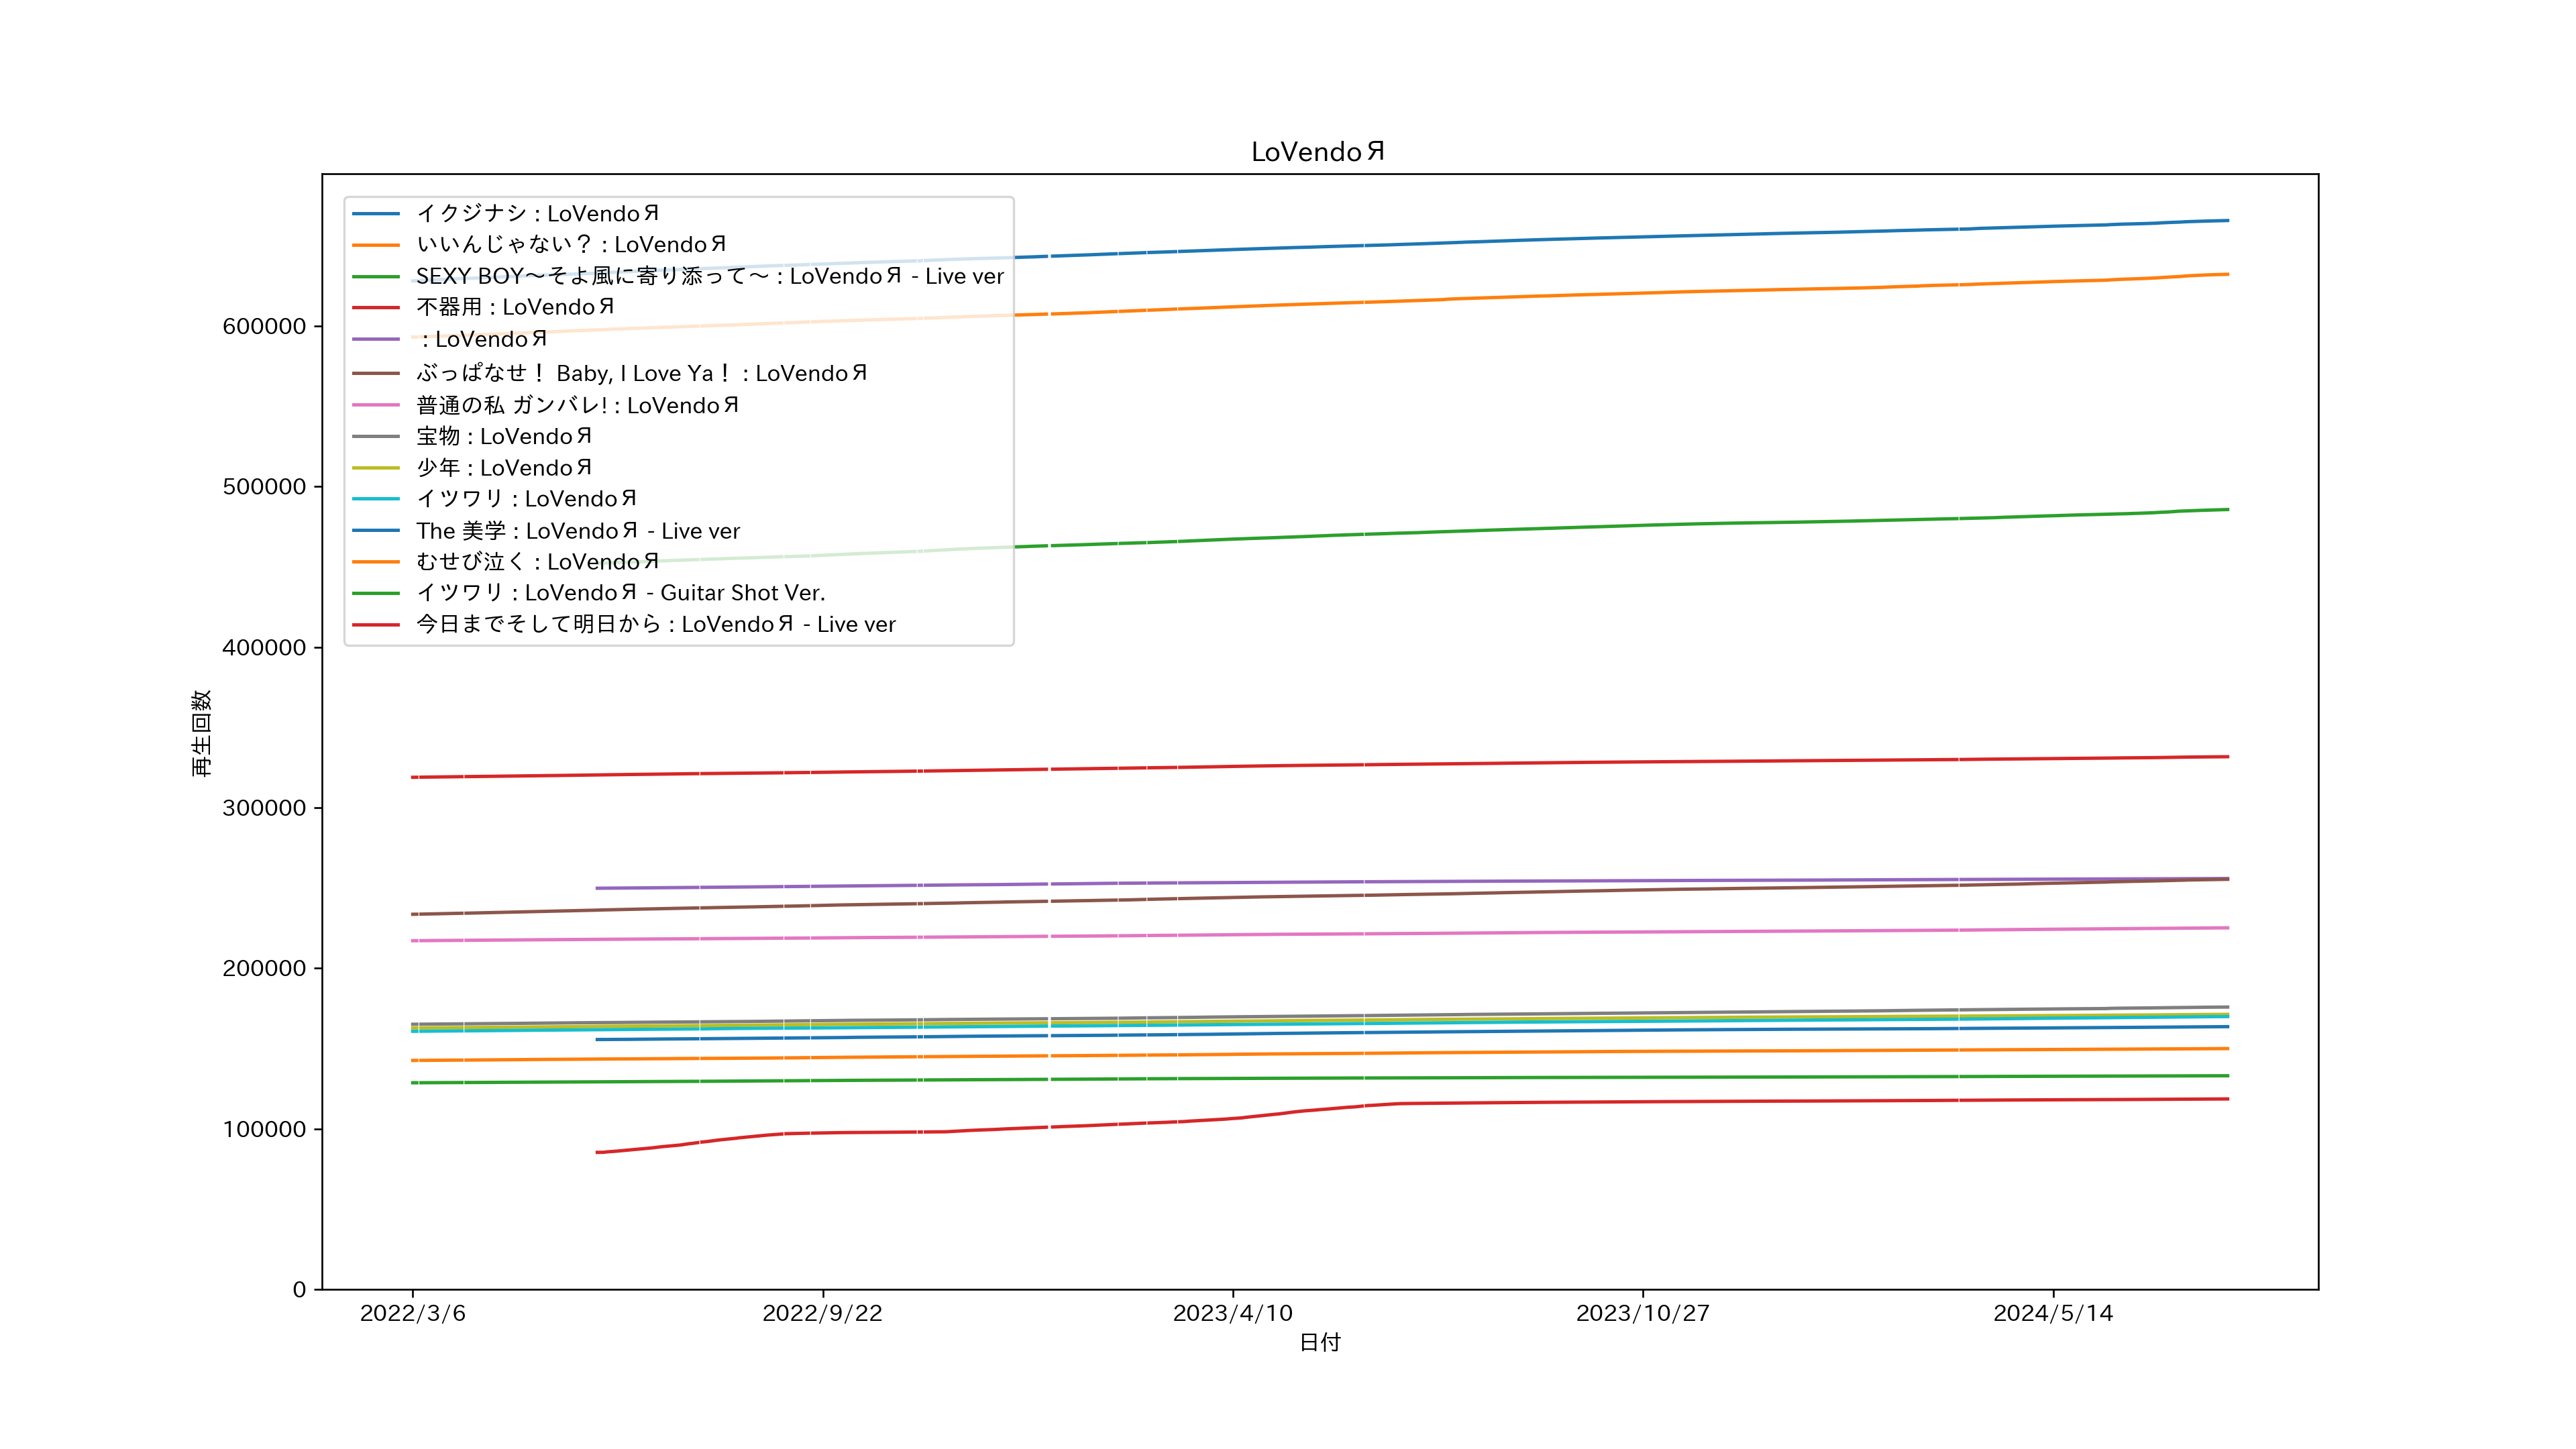 LoVendoЯ
イクジナシ : LoVendoЯ
いいんじゃない？ : LoVendoЯ
SEXY BOY～そよ風に寄り添って～ : LoVendoЯ - Live ver
不器用 : LoVendoЯ
: LoVendoЯ
ぶっぱなせ！ Baby, I Love Ya！ : LoVendoЯ
普通の私 ガンバレ! : LoVendoЯ
宝物 : LoVendoЯ
少年 : LoVendoЯ
イツワリ : LoVendoЯ
The 美学 : LoVendoЯ - Live ver
むせび泣く : LoVendoЯ
イツワリ : LoVendoЯ - Guitar Shot Ver.
今日までそして明日から : LoVendoЯ - Live ver
600000
500000
400000
300000
200000
100000
0
再生回数
2022/3/6
2022/9/22
2023/4/10
2023/10/27
2024/5/14
日付